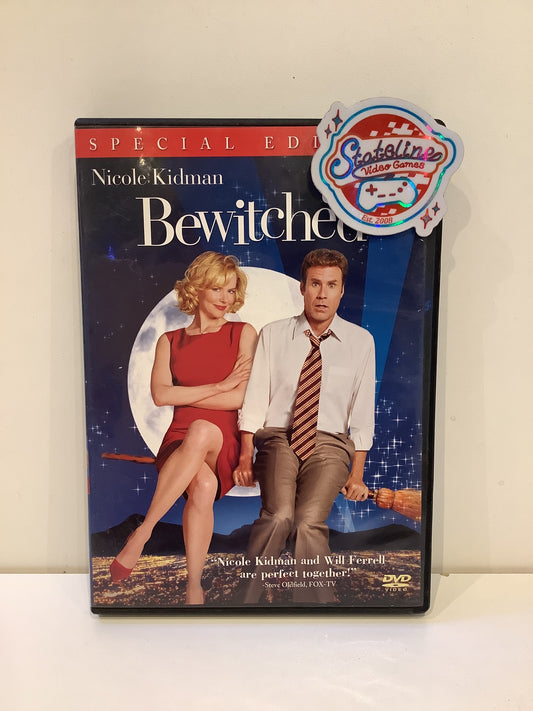 SPECIAL EDI
Stateline
Video Games
Est. 2008
Nicole Kidman
Bewitched
"Nicole Kidman and Will Ferrell
are perfect together!"
-Steve Oldfield, FOX-TV
DVD
VIDEO